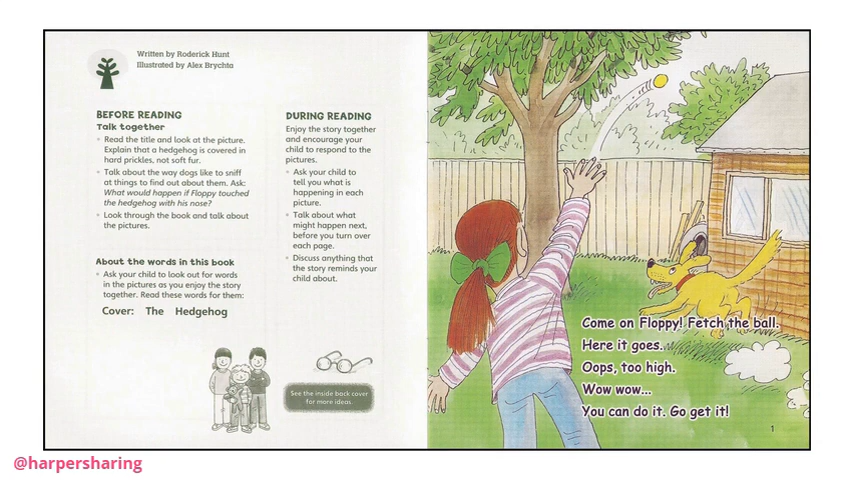 Written by Roderick Hunt
Illustrated by Alex Brychta
BEFORE READING
Talk together
• Read the title and look at the picture.
Explain that a hedgehog is covered in
hard prickles, not soft fur.
• Talk about the way dogs like to sniff
at things to find out about them. Ask:
What would happen if Floppy touched
the hedgehog with his nose?
• Look through the book and talk about
the pictures.
About the words in this book
• Ask your child to look out for words
in the pictures as you enjoy the story
together. Read these words for them:
Cover: The Hedgehog
DURING READING
Enjoy the story together
and encourage your
child to respond to the
pictures.
• Ask your child to
tell you what is
happening in each
picture.
• Talk about what
might happen next,
before you turn over
each page.
• Discuss anything that
the story reminds your
child about.
See the inside back cover
for more ideas.
Come on Floppy! Fetch the ball.
Here it goes..
Oops, too high.
Wow wow...
You can do it. Go get it!
1
@harpersharing